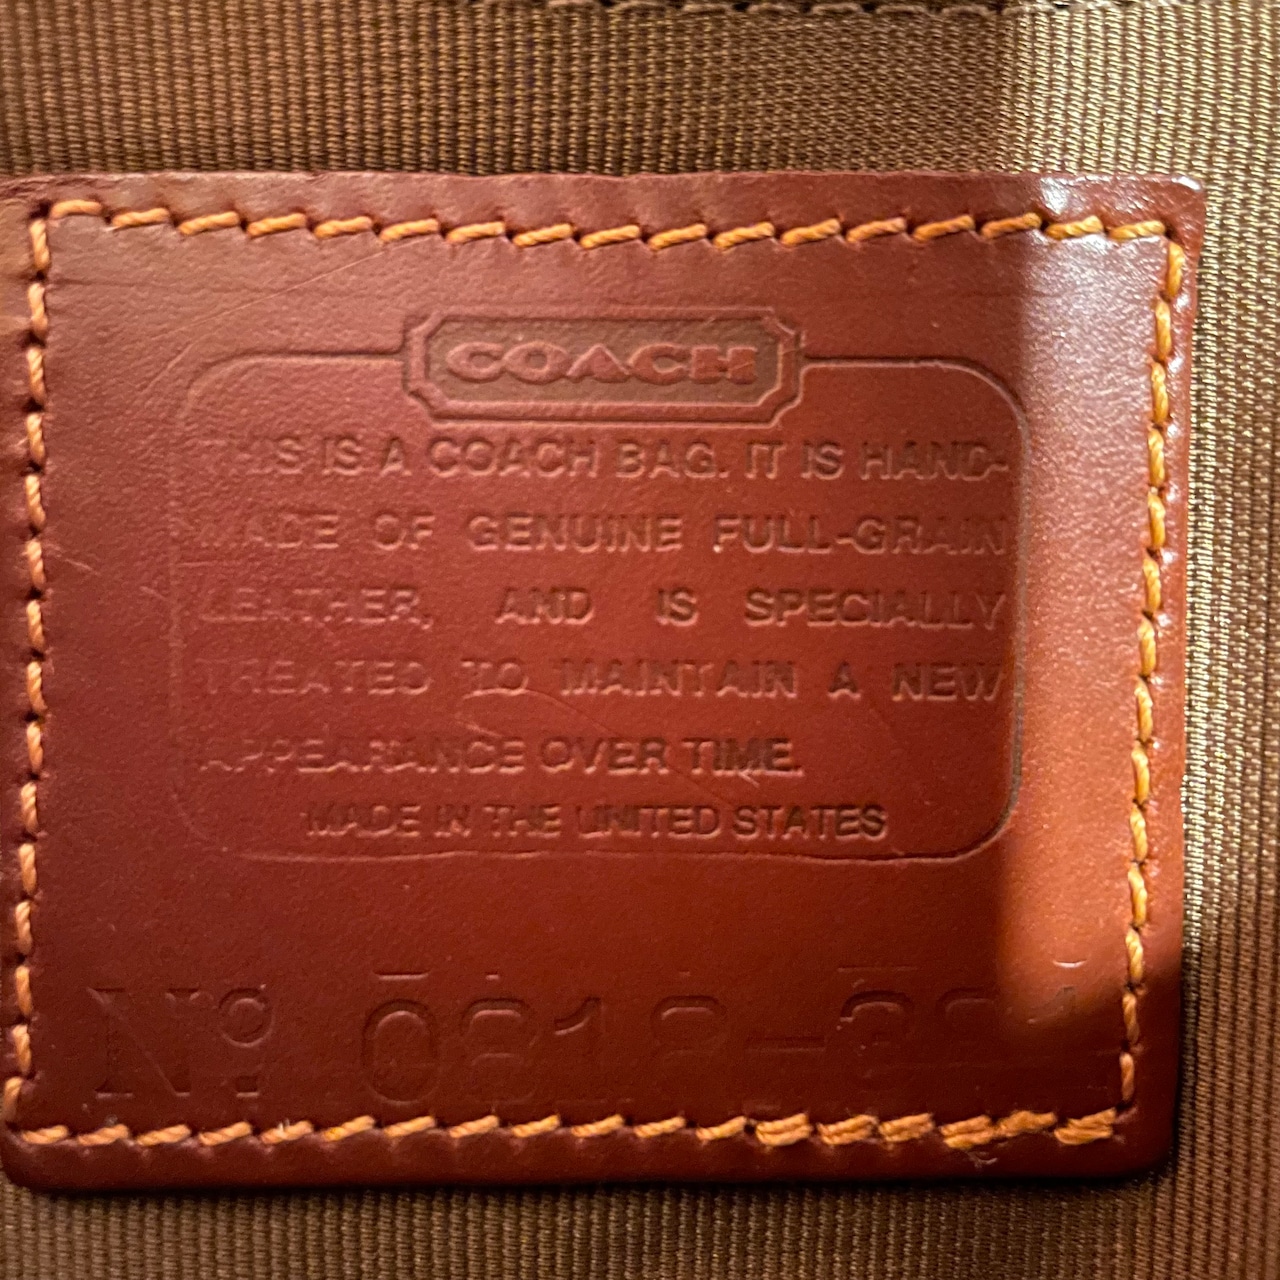 COACH
THIS IS A COACH BAG. IT IS HAND-
MADE OF GENUINE FULL-GRAIN
LEATHER, AND IS SPECIALLY
TREATED TO MAINTAIN A NEW
APPEARANCE OVER TIME.
MADE IN THE UNITED STATES
Nº